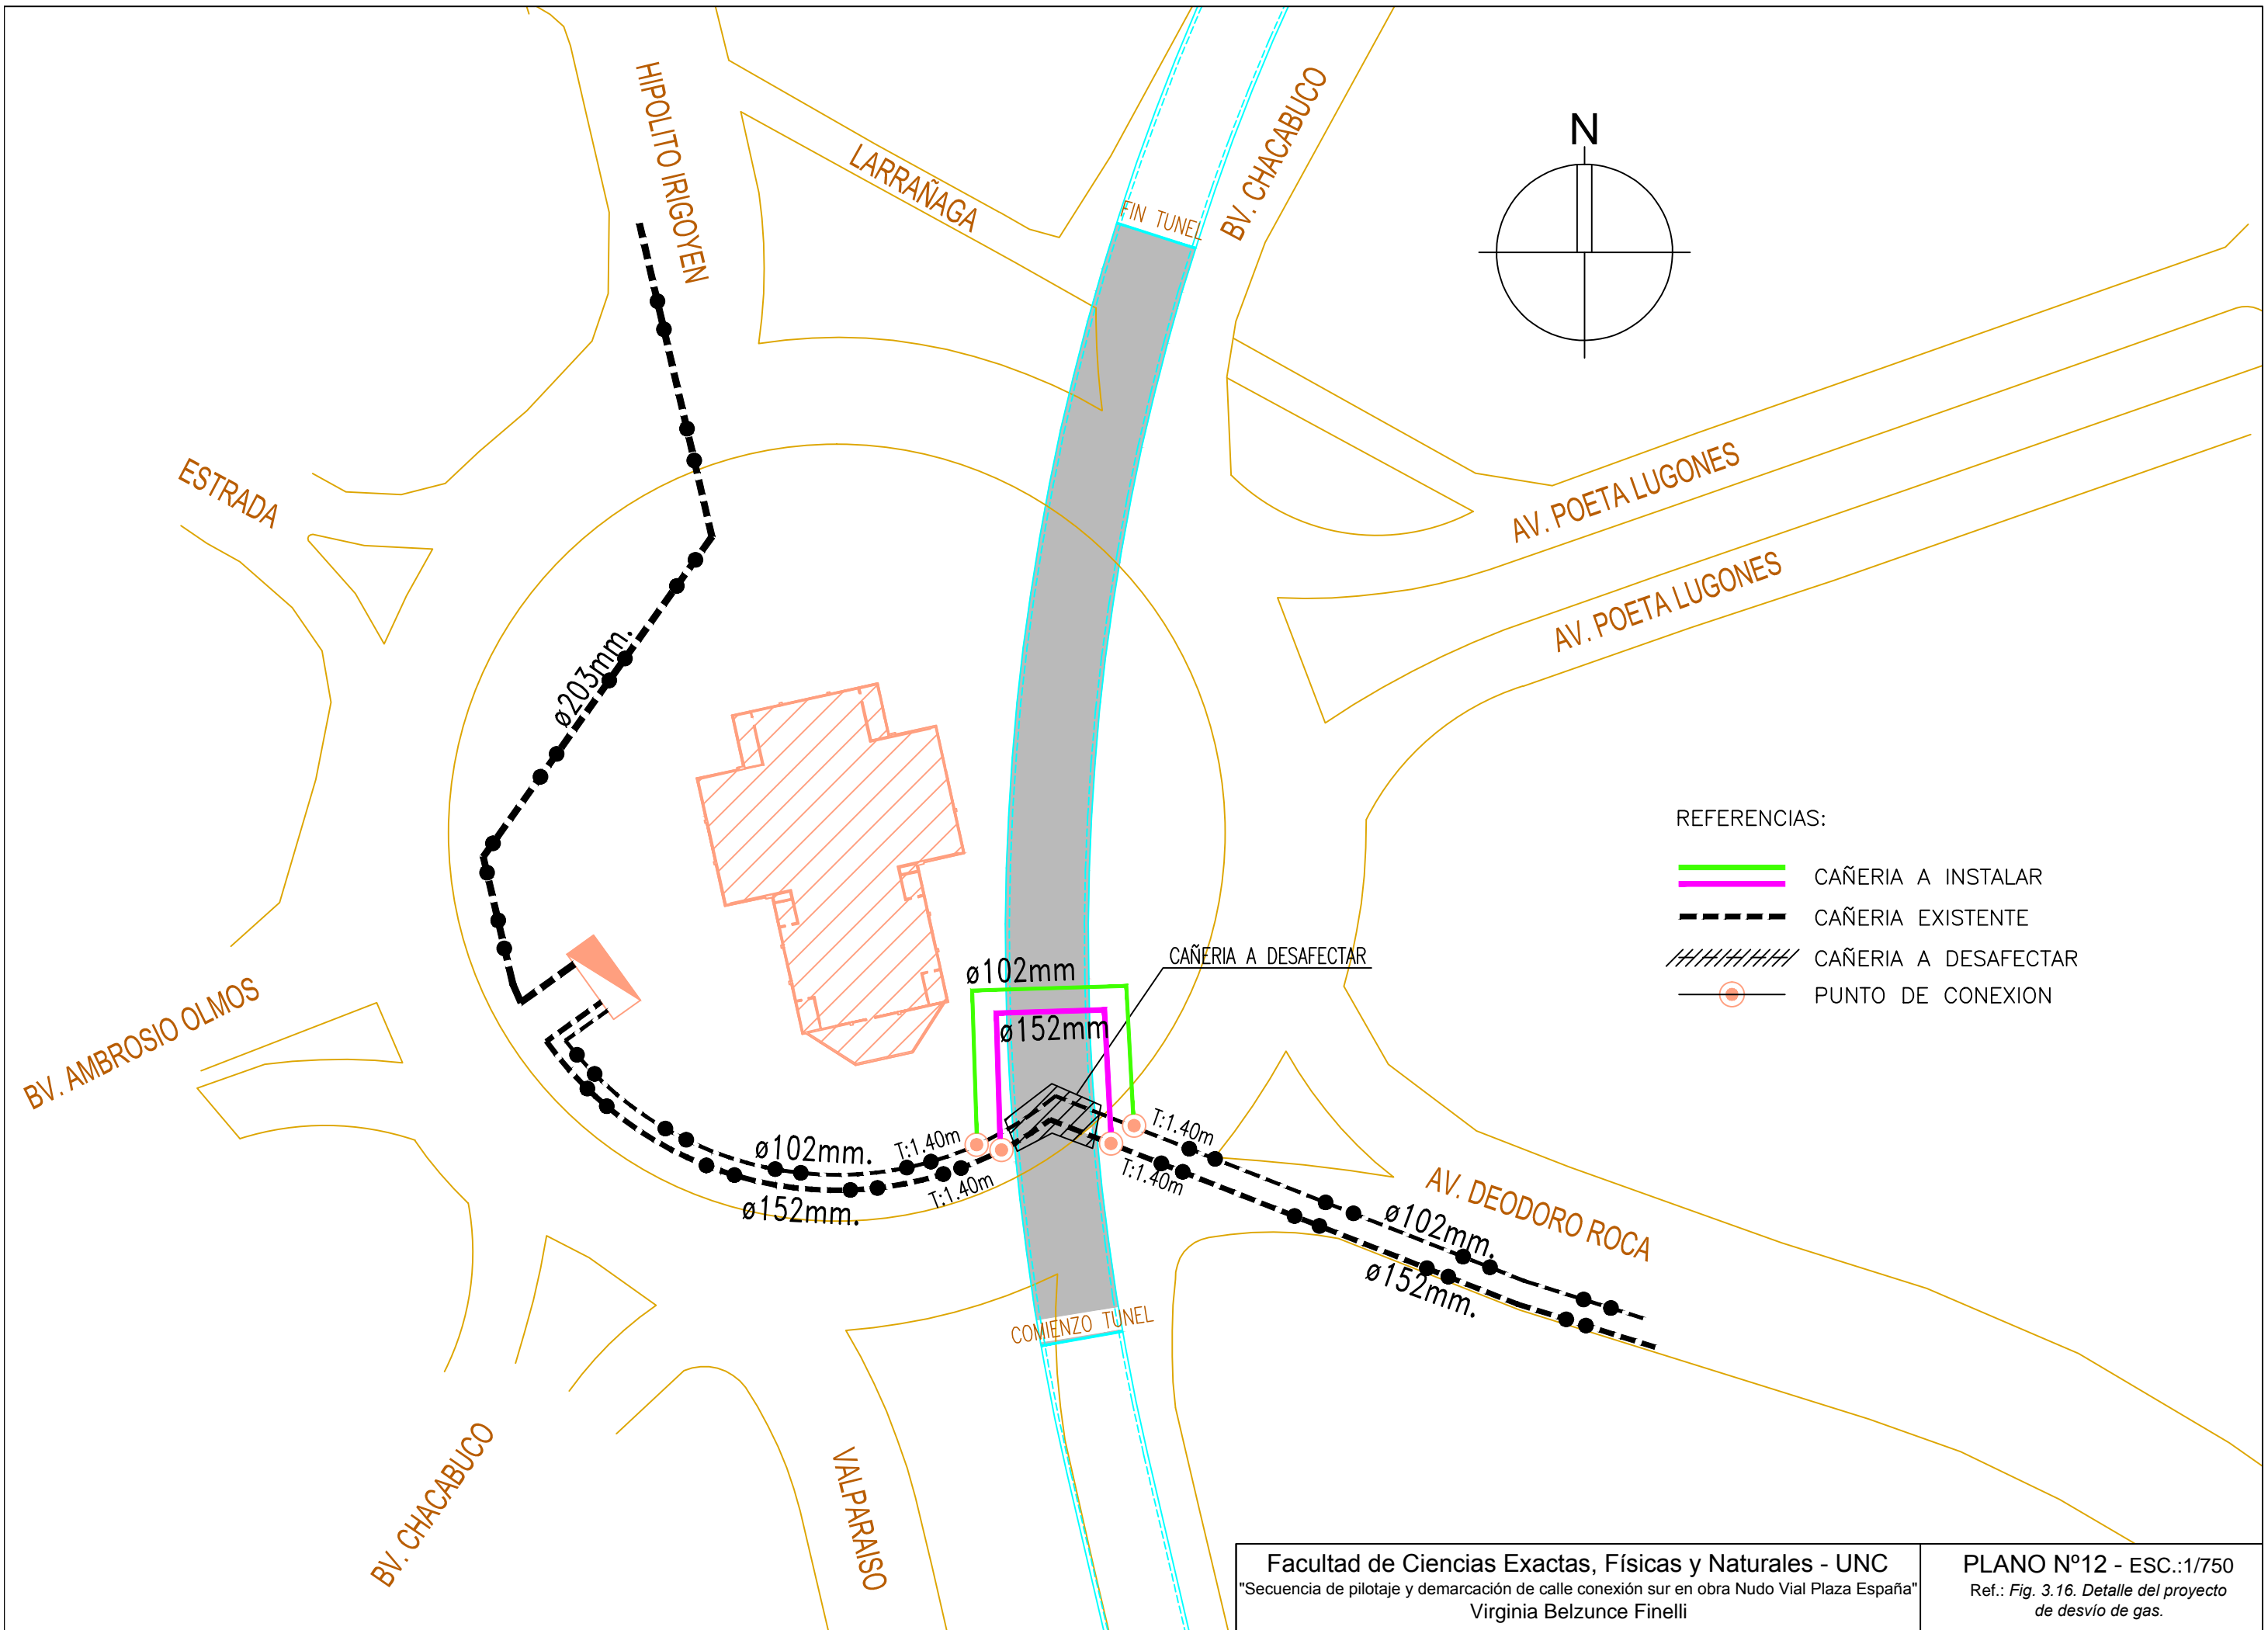 HIPOLITO IRIGOYEN
LARRAÑAGA
FIN TUNEL
BV. CHACABUCO
N
ESTRADA
AV. POETA LUGONES
AV. POETA LUGONES
ø203mm.
REFERENCIAS:
CAÑERIA A INSTALAR
CAÑERIA EXISTENTE
CAÑERIA A DESAFECTAR
PUNTO DE CONEXION
CAÑERIA A DESAFECTAR
ø102mm
ø152mm
BV. AMBROSIO OLMOS
T:1.40m
T:1.40m
T:1.40m
T:1.40m
ø102mm.
ø152mm.
AV. DEODORO ROCA
ø102mm.
ø152mm.
COMIENZO TUNEL
BV. CHACABUCO
VALPARAISO
Facultad de Ciencias Exactas, Físicas y Naturales - UNC
"Secuencia de pilotaje y demarcación de calle conexión sur en obra Nudo Vial Plaza España"
Virginia Belzunce Finelli
PLANO Nº12 - ESC.:1/750
Ref.: Fig. 3.16. Detalle del proyecto
de desvío de gas.